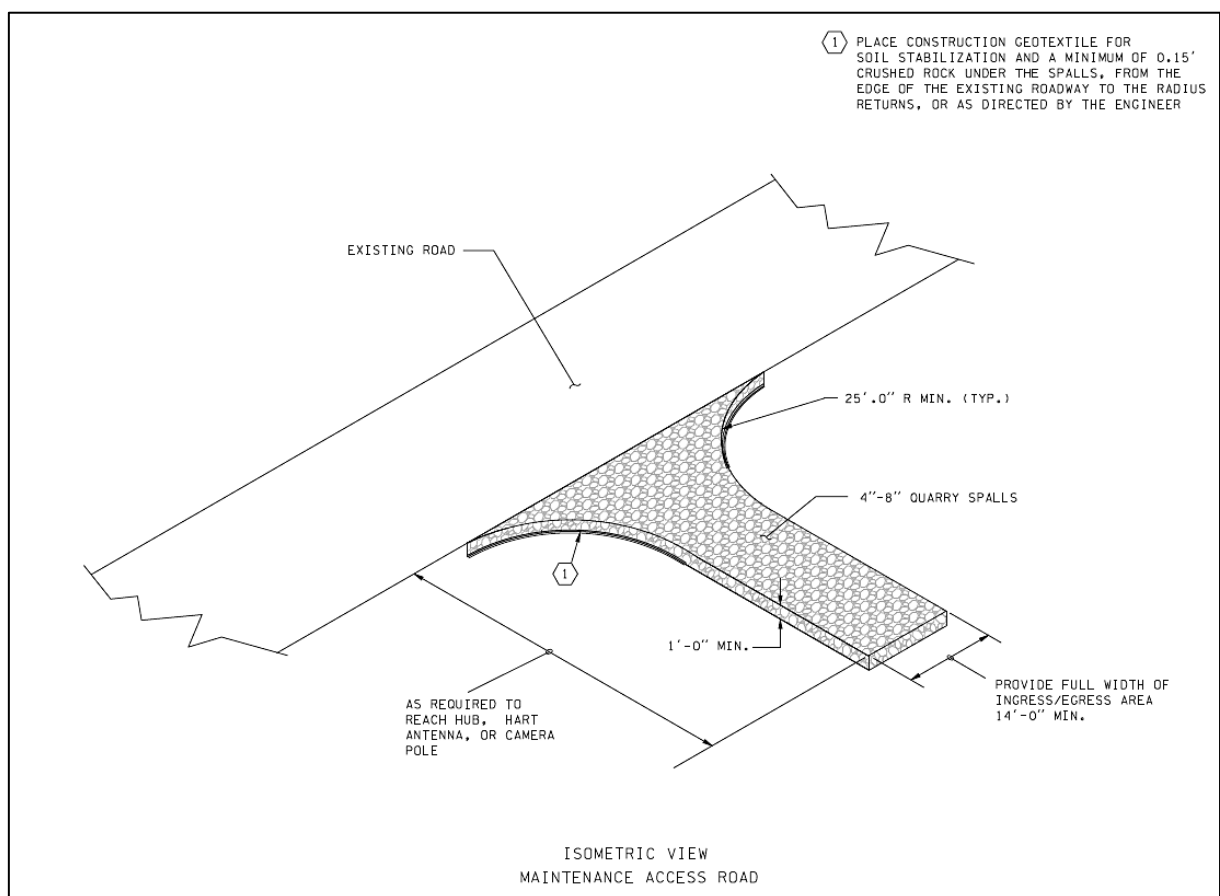 1 PLACE CONSTRUCTION GEOTEXTILE FOR
SOIL STABILIZATION AND A MINIMUM OF 0.15'
CRUSHED ROCK UNDER THE SPALLS, FROM THE
EDGE OF THE EXISTING ROADWAY TO THE RADIUS
RETURNS, OR AS DIRECTED BY THE ENGINEER
EXISTING ROAD
25'.0" R MIN. (TYP.)
4"-8" QUARRY SPALLS
1
1'-0" MIN.
AS REQUIRED TO
REACH HUB, HART
ANTENNA, OR CAMERA
POLE
PROVIDE FULL WIDTH OF
INGRESS/EGRESS AREA
14'-0" MIN.
ISOMETRIC VIEW
MAINTENANCE ACCESS ROAD